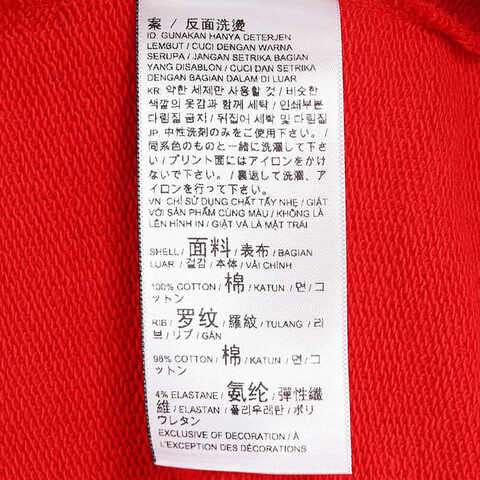 案 / 反面洗燙
ID: GUNAKAN HANYA DETERJEN
LEMBUT / CUCI DENGAN WARNA
SERUPA / JANGAN SETRIKA BAGIAN
YANG DISABLON / CUCI DAN SETRIKA
DENGAN BAGIAN DALAM DI LUAR
KR: 약한 세제만 사용할 것 / 비슷한
색깔의 옷감과 함께 세탁 / 인쇄부분
다림질 금지 / 뒤집어 세탁 및 다림질
JP: 中性洗剤のみをご使用下さい。/
同系色のものと一緒に洗濯して下さ
い / プリント面にはアイロンをかけ
ないで下さい。/ 裏返して洗濯、ア
イロンを行って下さい。
VN: CHỈ SỬ DỤNG CHẤT TẨY NHẸ / GIẶT
VỚI SẢN PHẨM CÙNG MÀU / KHÔNG LÀ
LÊN HÌNH IN / GIẶT VÀ LÀ MẶT TRÁI
SHELL / 面料 / 表布 / BAGIAN
LUAR / 겉감 / 本体 / VẢI CHÍNH
100% COTTON / 棉 / KATUN / 면 / コ
ットン
RIB / 罗纹 / 羅紋 / TULANG / 리
브 / リブ / GÂN
96% COTTON / 棉 / KATUN / 면 / コ
ットン
4% ELASTANE / 氨纶 / 彈性纖
維 / ELASTAN / 폴리우레탄 / ポリ
ウレタン
EXCLUSIVE OF DECORATION / À
L'EXCEPTION DES DÉCORATIONS